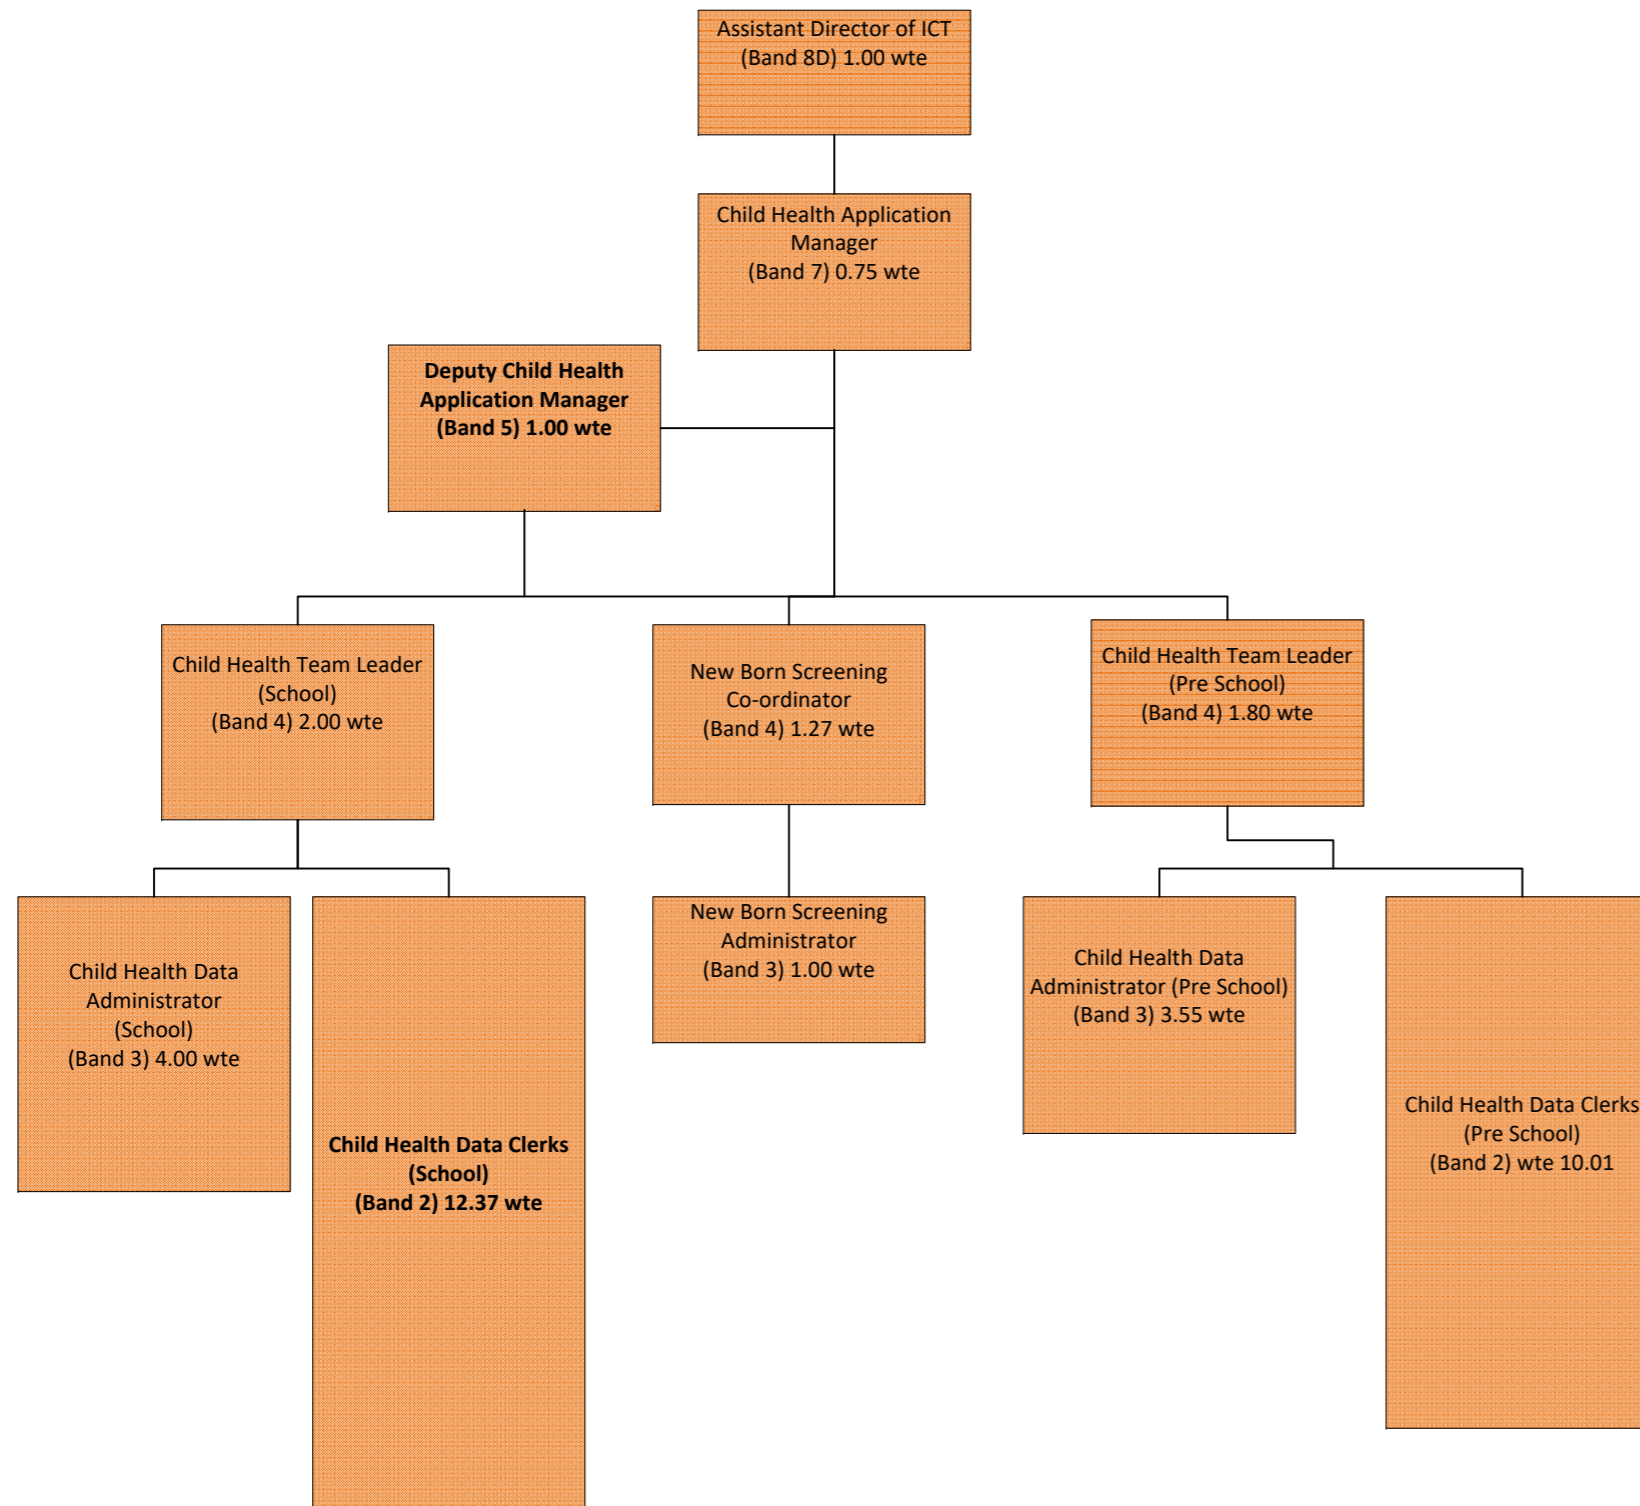 Assistant Director of ICT
(Band 8D) 1.00 wte
Child Health Application
Manager
(Band 7) 0.75 wte
Deputy Child Health
Application Manager
(Band 5) 1.00 wte
Child Health Team Leader
(School)
(Band 4) 2.00 wte
New Born Screening
Co-ordinator
(Band 4) 1.27 wte
Child Health Team Leader
(Pre School)
(Band 4) 1.80 wte
Child Health Data
Administrator
(School)
(Band 3) 4.00 wte
Child Health Data Clerks
(School)
(Band 2) 12.37 wte
New Born Screening
Administrator
(Band 3) 1.00 wte
Child Health Data
Administrator (Pre School)
(Band 3) 3.55 wte
Child Health Data Clerks
(Pre School)
(Band 2) wte 10.01